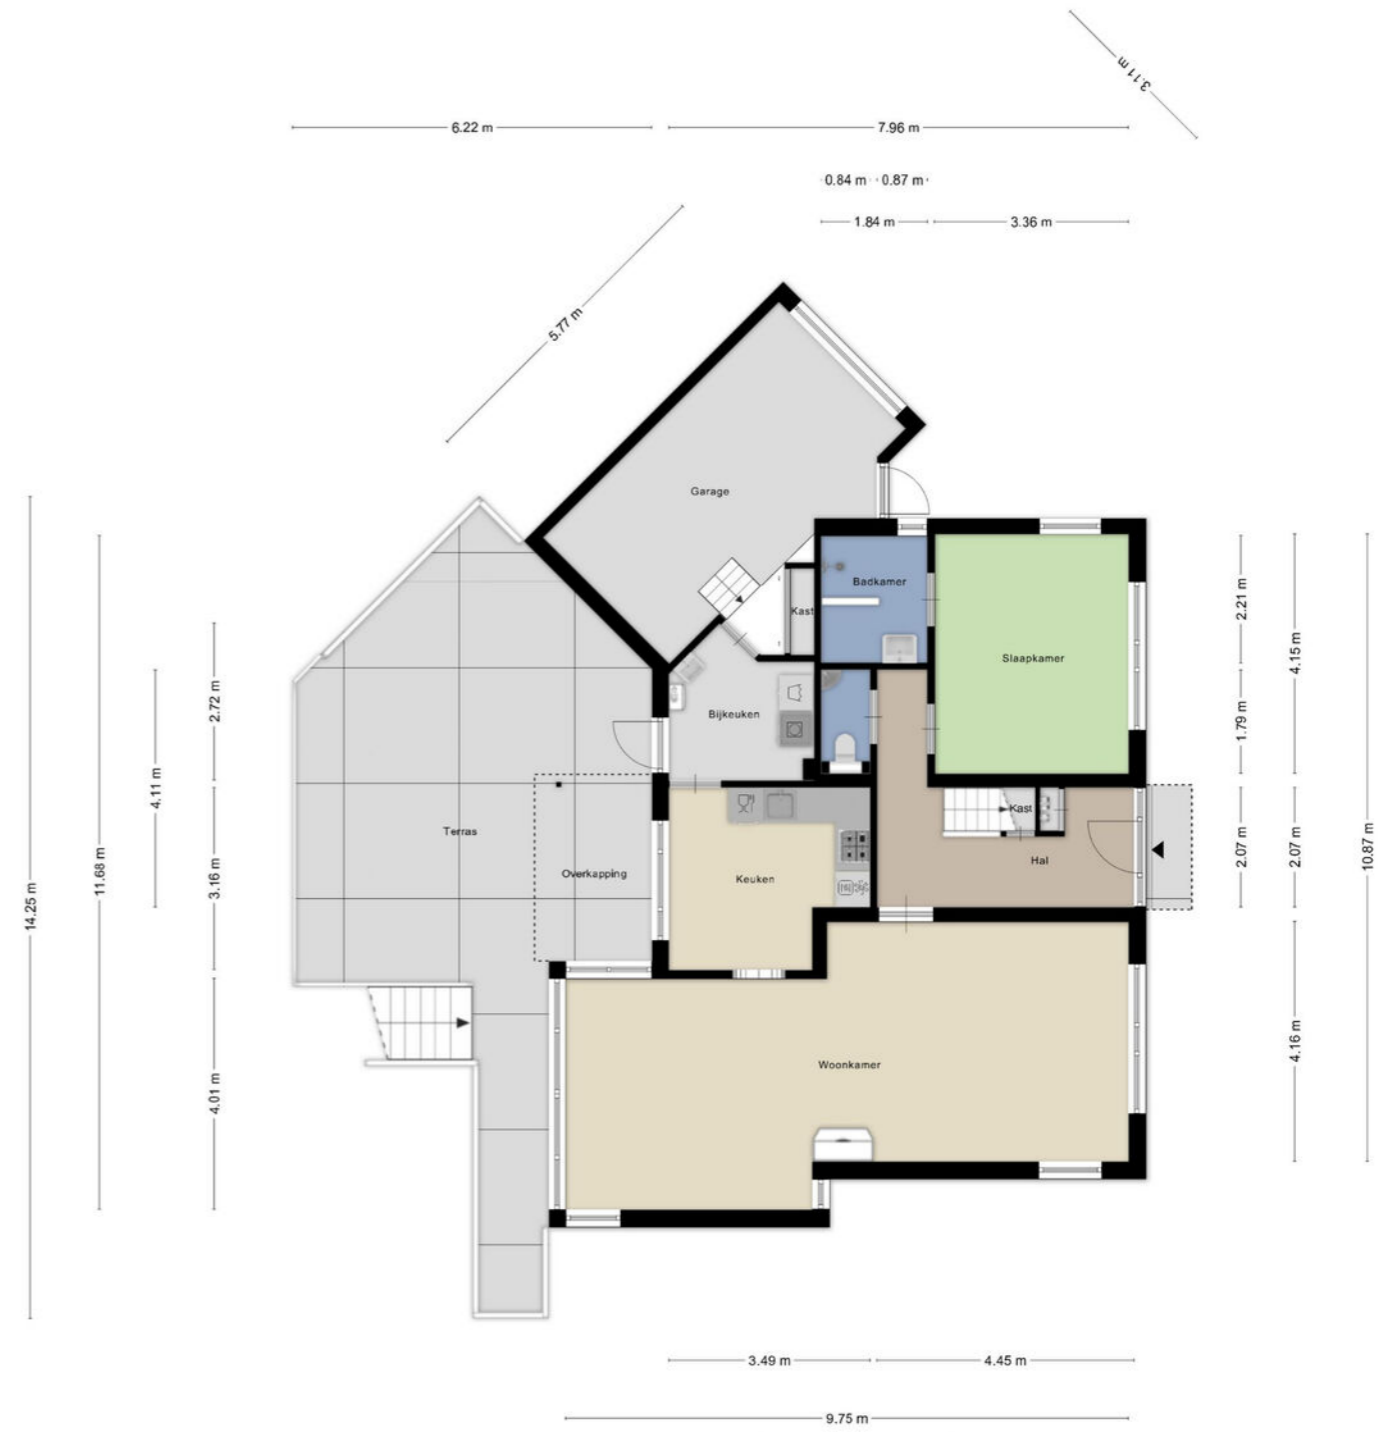 3.11 m
6.22 m
7.96 m
0.84 m
0.87 m
1.84 m
3.36 m
5.77 m
Garage
Badkamer
Kast
Slaapkamer
2.21 m
4.15 m
2.72 m
Bijkeuken
1.79 m
4.11 m
Terras
Kast
Overkapping
Keuken
Hal
2.07 m
2.07 m
10.87 m
14.25 m
11.68 m
3.16 m
Woonkamer
4.16 m
4.01 m
3.49 m
4.45 m
9.75 m